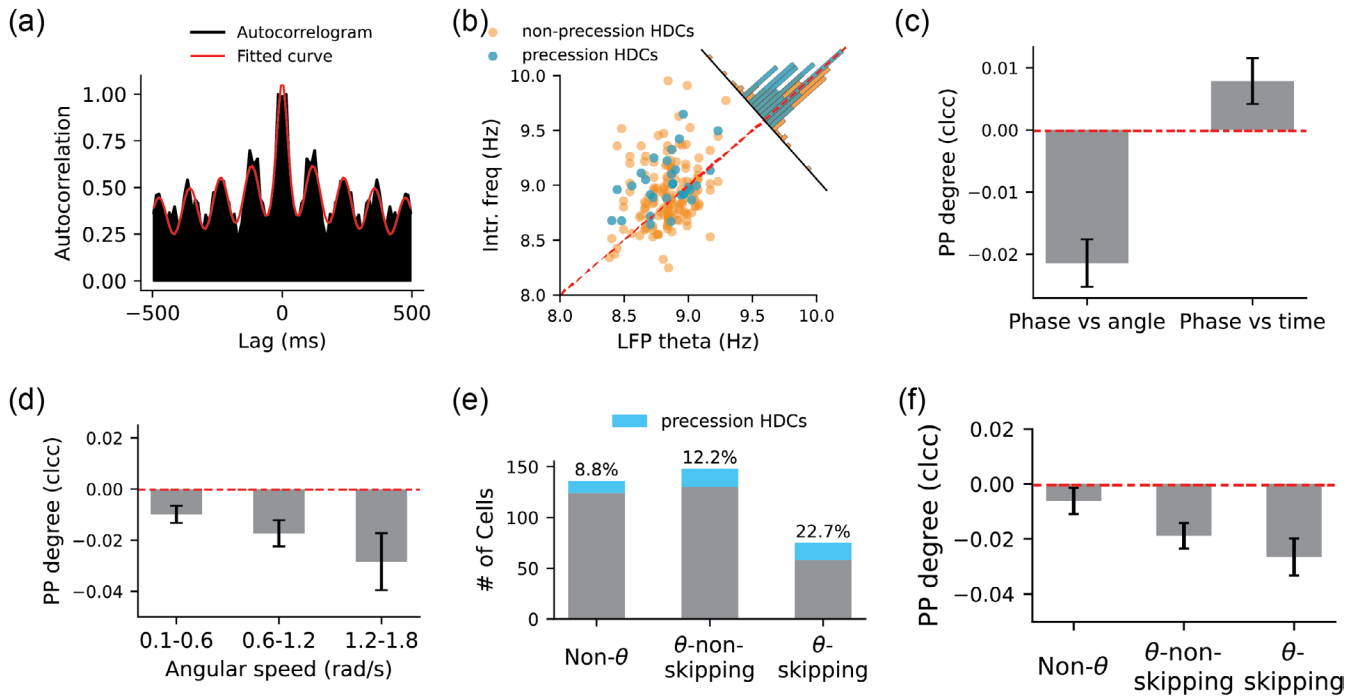 (a)
Autocorrelogram
Fitted curve
Autocorrelation
1.00
0.75
0.50
0.25
0.00
−500
0
500
Lag (ms)
(b)
non-precession HDCs
precession HDCs
Intr. freq (Hz)
10.0
9.5
9.0
8.5
8.0
8.0
8.5
9.0
9.5
10.0
LFP theta (Hz)
(c)
PP degree (clcc)
0.01
0.00
−0.01
−0.02
Phase vs angle
Phase vs time
(d)
PP degree (clcc)
0.02
0.00
−0.02
−0.04
0.1-0.6
0.6-1.2
1.2-1.8
Angular speed (rad/s)
(e)
precession HDCs
# of Cells
150
100
50
0
8.8%
12.2%
22.7%
Non-θ
θ-non-
skipping
θ-
skipping
(f)
PP degree (clcc)
0.02
0.00
−0.02
−0.04
Non-θ
θ-non-
skipping
θ-
skipping